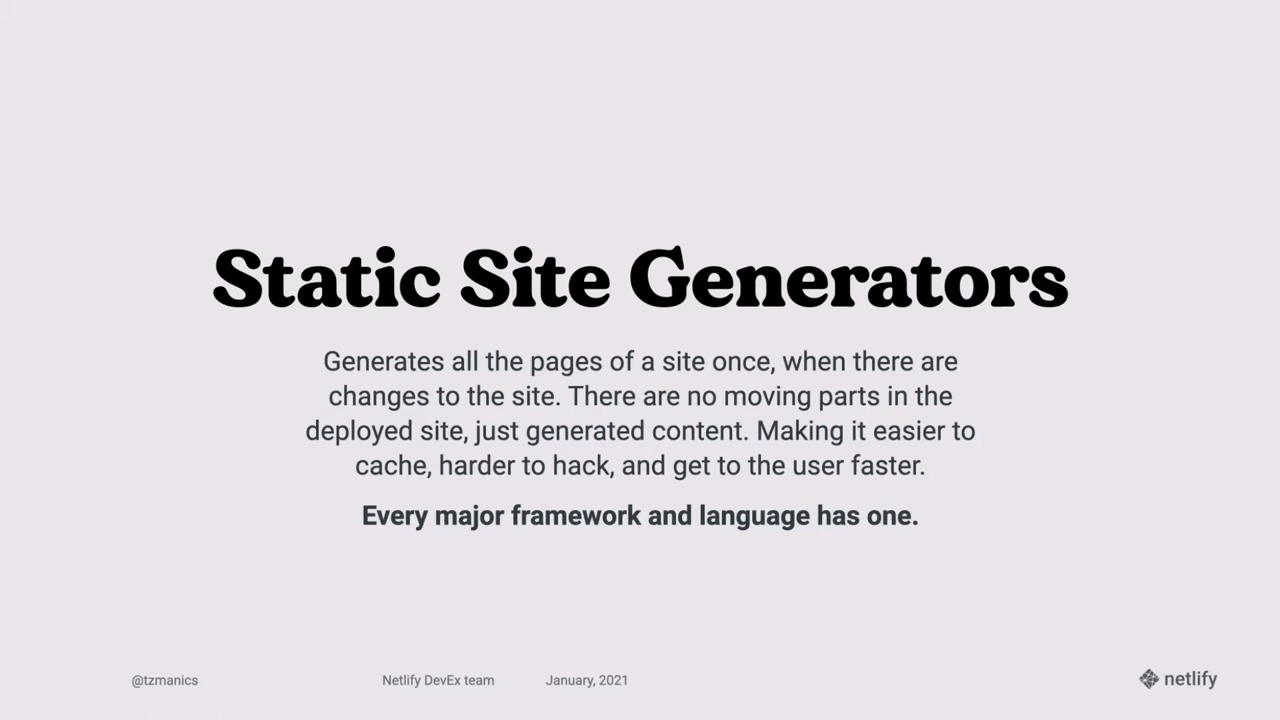 Static Site Generators
Generates all the pages of a site once, when there are
changes to the site. There are no moving parts in the
deployed site, just generated content. Making it easier to
cache, harder to hack, and get to the user faster.
Every major framework and language has one.
@tzmanics
Netlify DevEx team
January, 2021
netlify